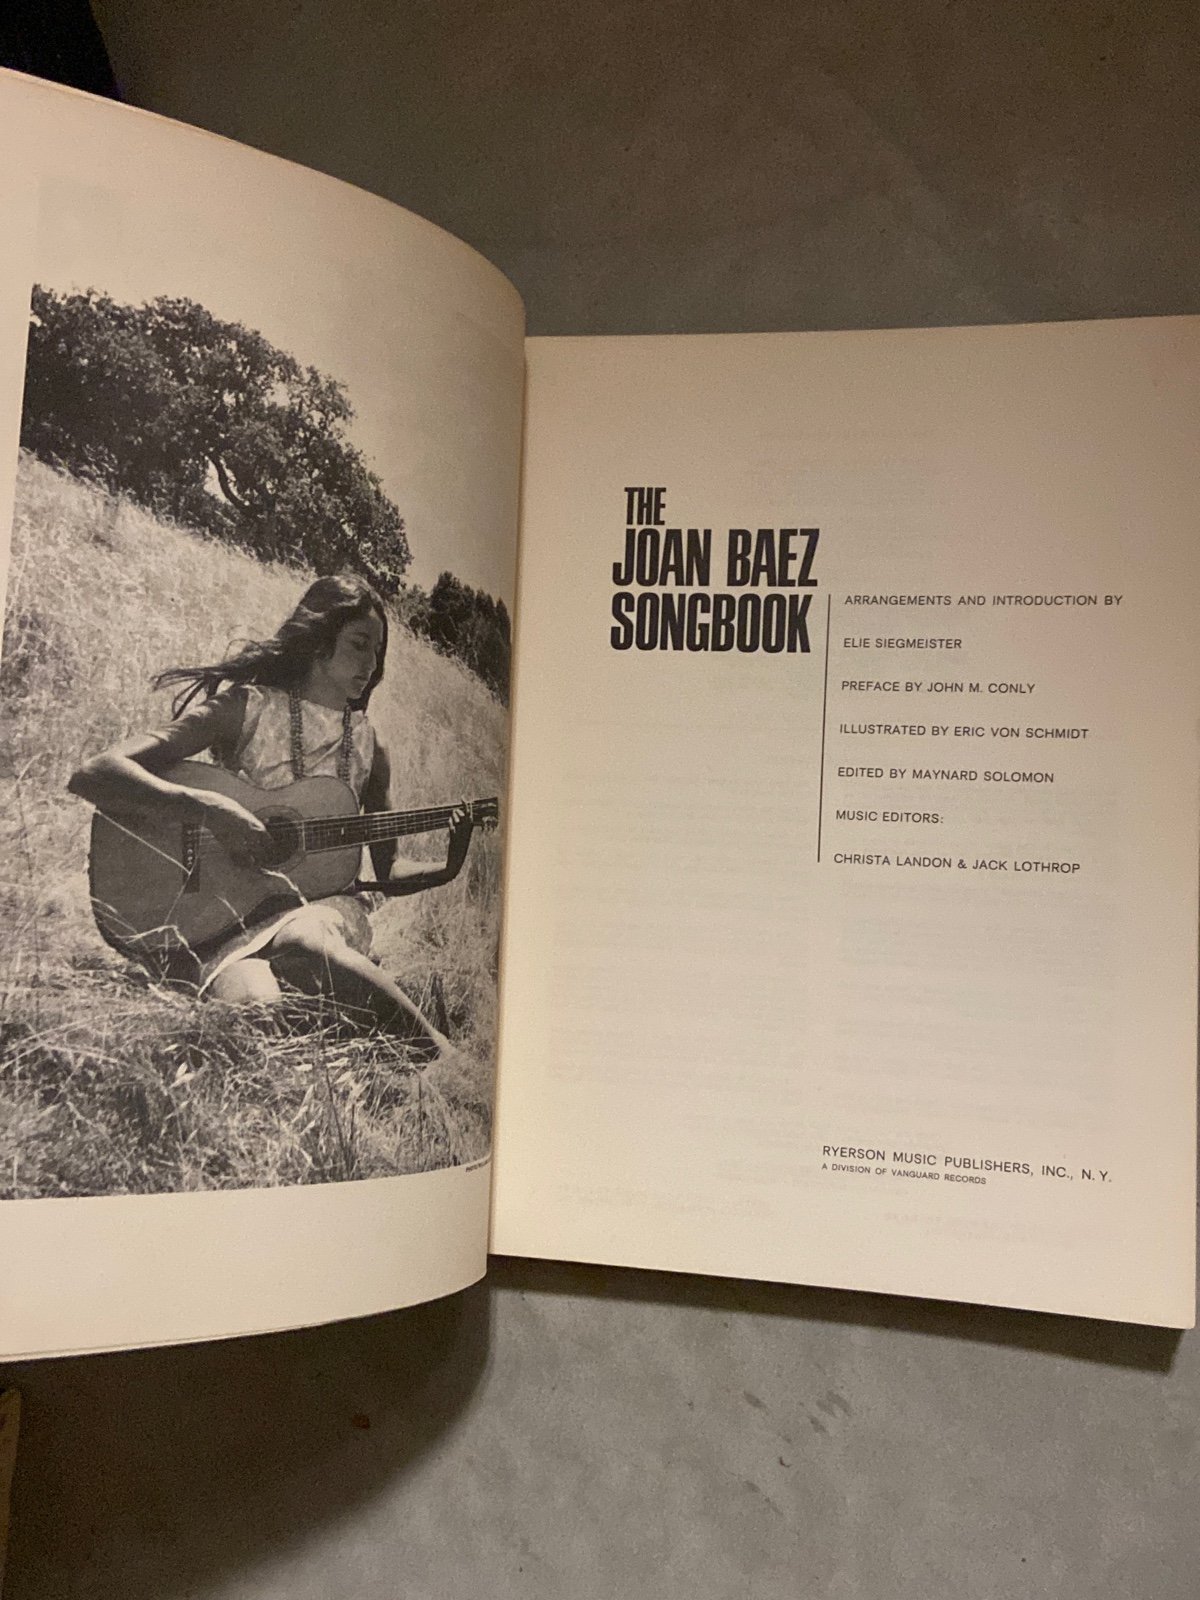 THE
JOAN BAEZ
SONGBOOK
ARRANGEMENTS AND INTRODUCTION BY
ELIE SIEGMEISTER
PREFACE BY JOHN M. CONLY
ILLUSTRATED BY ERIC VON SCHMIDT
EDITED BY MAYNARD SOLOMON
MUSIC EDITORS:
CHRISTA LANDON & JACK LOTHROP
RYERSON MUSIC PUBLISHERS, INC., N. Y.
A DIVISION OF VANGUARD RECORDS